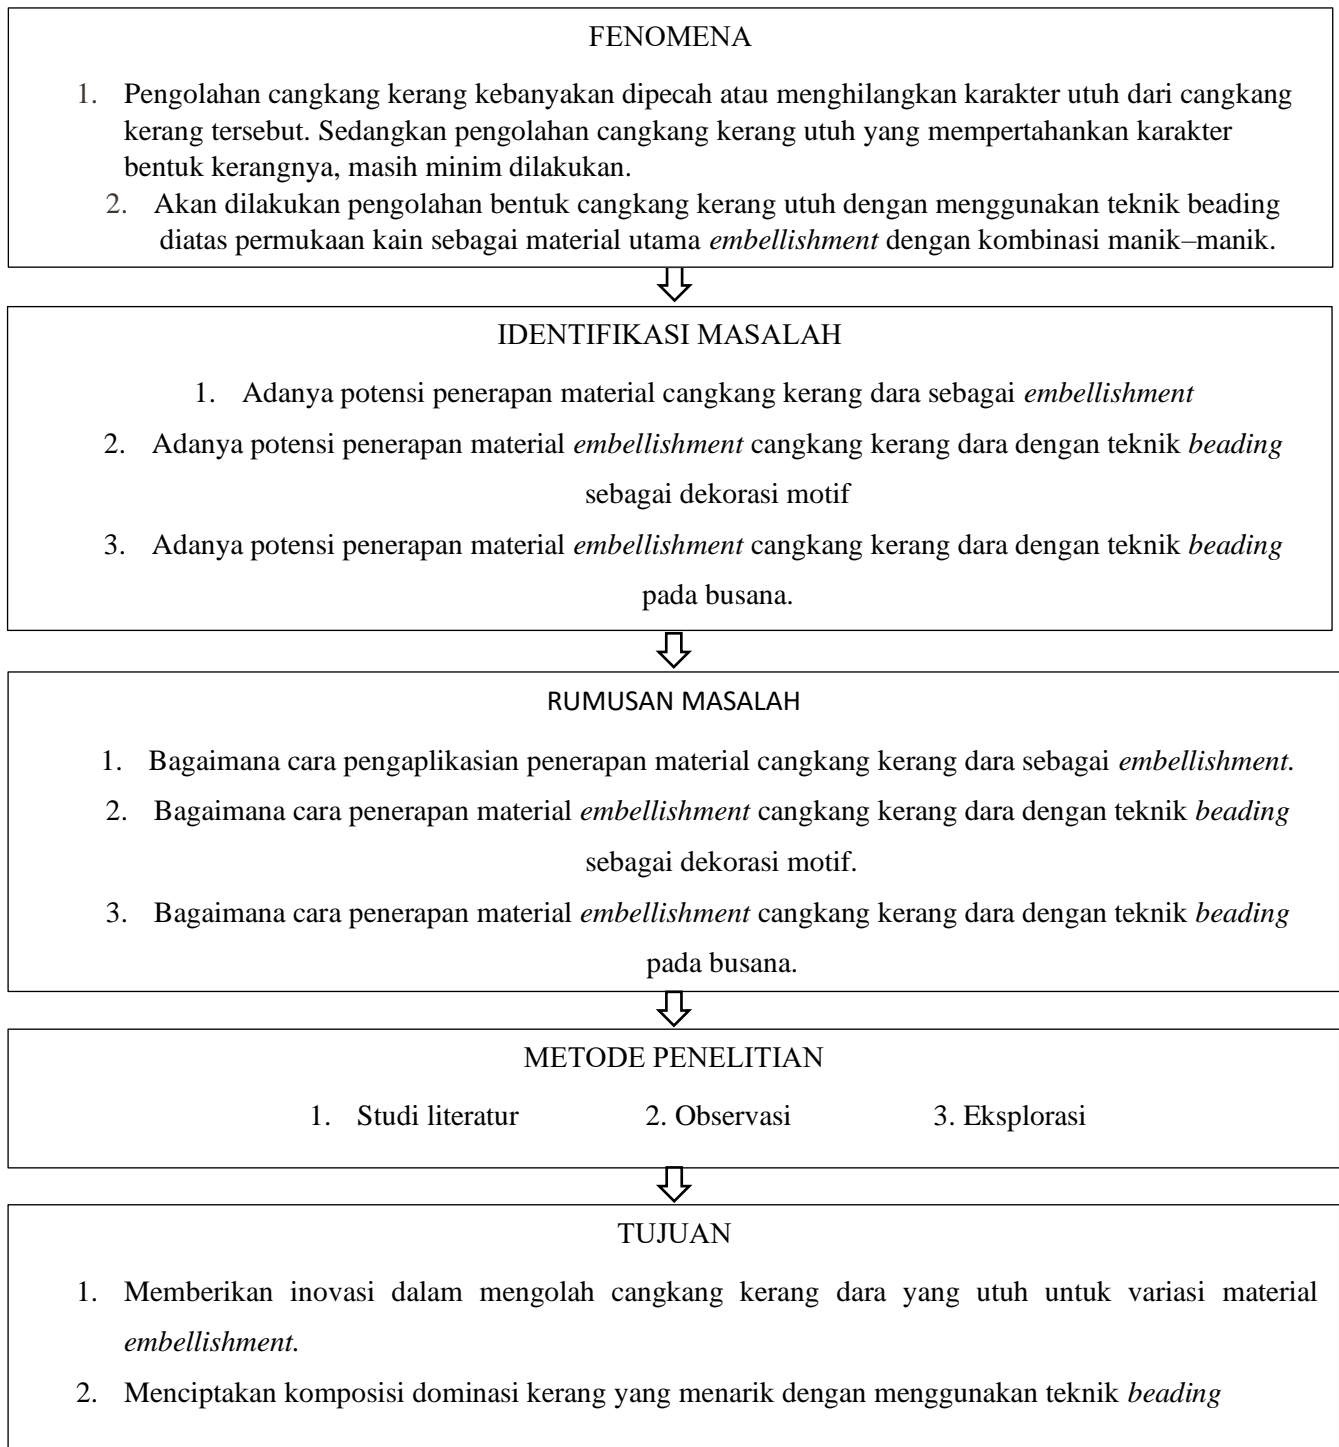 FENOMENA
1. Pengolahan cangkang kerang kebanyakan dipecah atau menghilangkan karakter utuh dari cangkang
kerang tersebut. Sedangkan pengolahan cangkang kerang utuh yang mempertahankan karakter
bentuk kerangnya, masih minim dilakukan.
2. Akan dilakukan pengolahan bentuk cangkang kerang utuh dengan menggunakan teknik beading
diatas permukaan kain sebagai material utama embellishment dengan kombinasi manik–manik.
IDENTIFIKASI MASALAH
1. Adanya potensi penerapan material cangkang kerang dara sebagai embellishment
2. Adanya potensi penerapan material embellishment cangkang kerang dara dengan teknik beading
sebagai dekorasi motif
3. Adanya potensi penerapan material embellishment cangkang kerang dara dengan teknik beading
pada busana.
RUMUSAN MASALAH
1. Bagaimana cara pengaplikasian penerapan material cangkang kerang dara sebagai embellishment.
2. Bagaimana cara penerapan material embellishment cangkang kerang dara dengan teknik beading
sebagai dekorasi motif.
3. Bagaimana cara penerapan material embellishment cangkang kerang dara dengan teknik beading
pada busana.
METODE PENELITIAN
1. Studi literatur 2. Observasi 3. Eksplorasi
TUJUAN
1. Memberikan inovasi dalam mengolah cangkang kerang dara yang utuh untuk variasi material
embellishment.
2. Menciptakan komposisi dominasi kerang yang menarik dengan menggunakan teknik beading